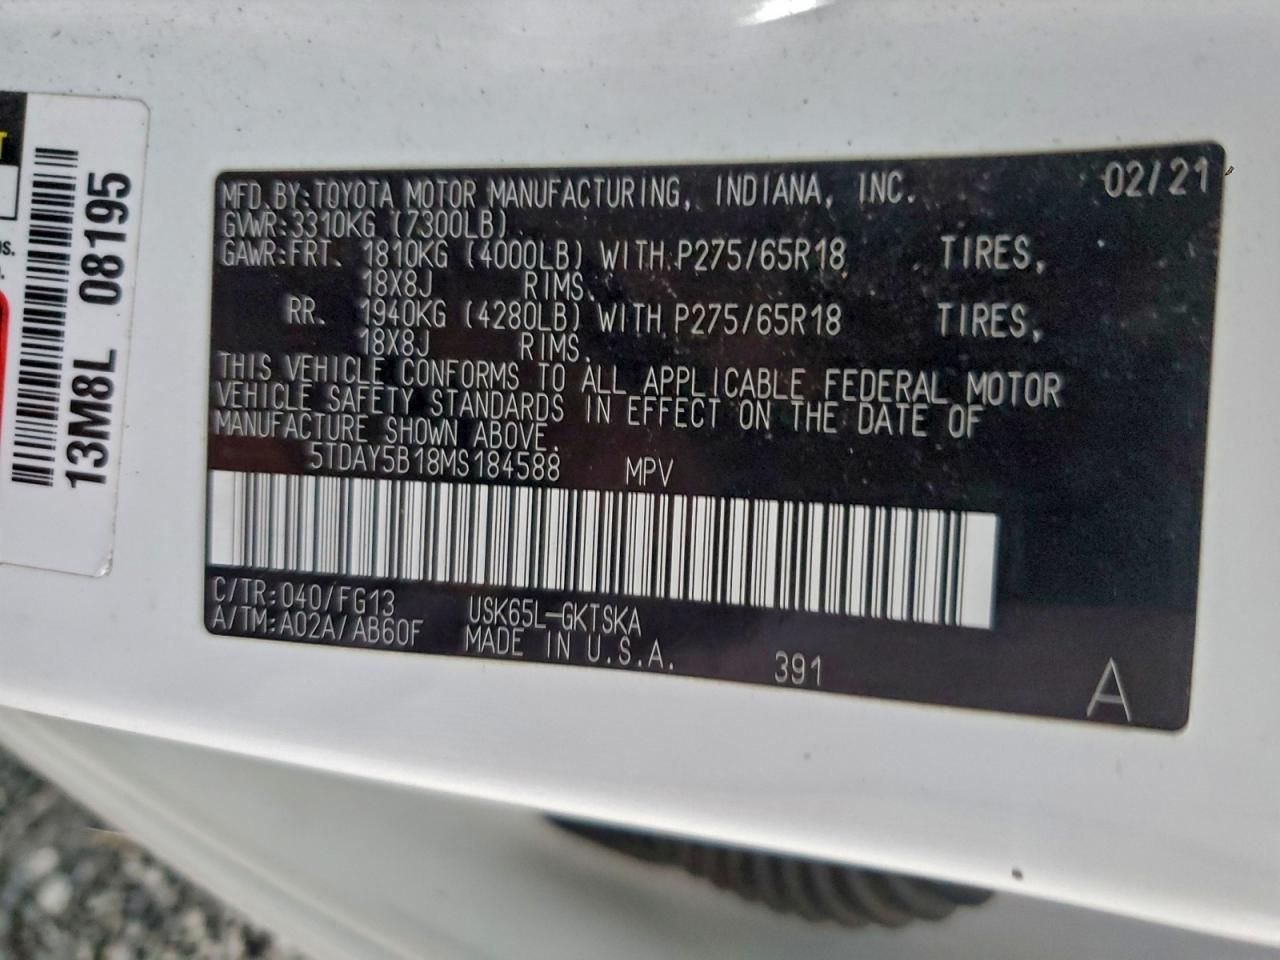 MFD. BY: TOYOTA MOTOR MANUFACTURING, INDIANA, INC. 02/21
GVWR: 3310KG (7300LB)
GAWR: FRT. 1810KG (4000LB) WITH P275/65R18 TIRES,
18X8J RIMS.
RR. 1940KG (4280LB) WITH P275/65R18 TIRES,
18X8J RIMS.
THIS VEHICLE CONFORMS TO ALL APPLICABLE FEDERAL MOTOR
VEHICLE SAFETY STANDARDS IN EFFECT ON THE DATE OF
MANUFACTURE SHOWN ABOVE.
5TDAY5B18MS184588 MPV
C/TR: 040/FG13 USK65L-GKTSKA
A/TM: A02A/AB60F MADE IN U.S.A. 391 A
13M8L 08195